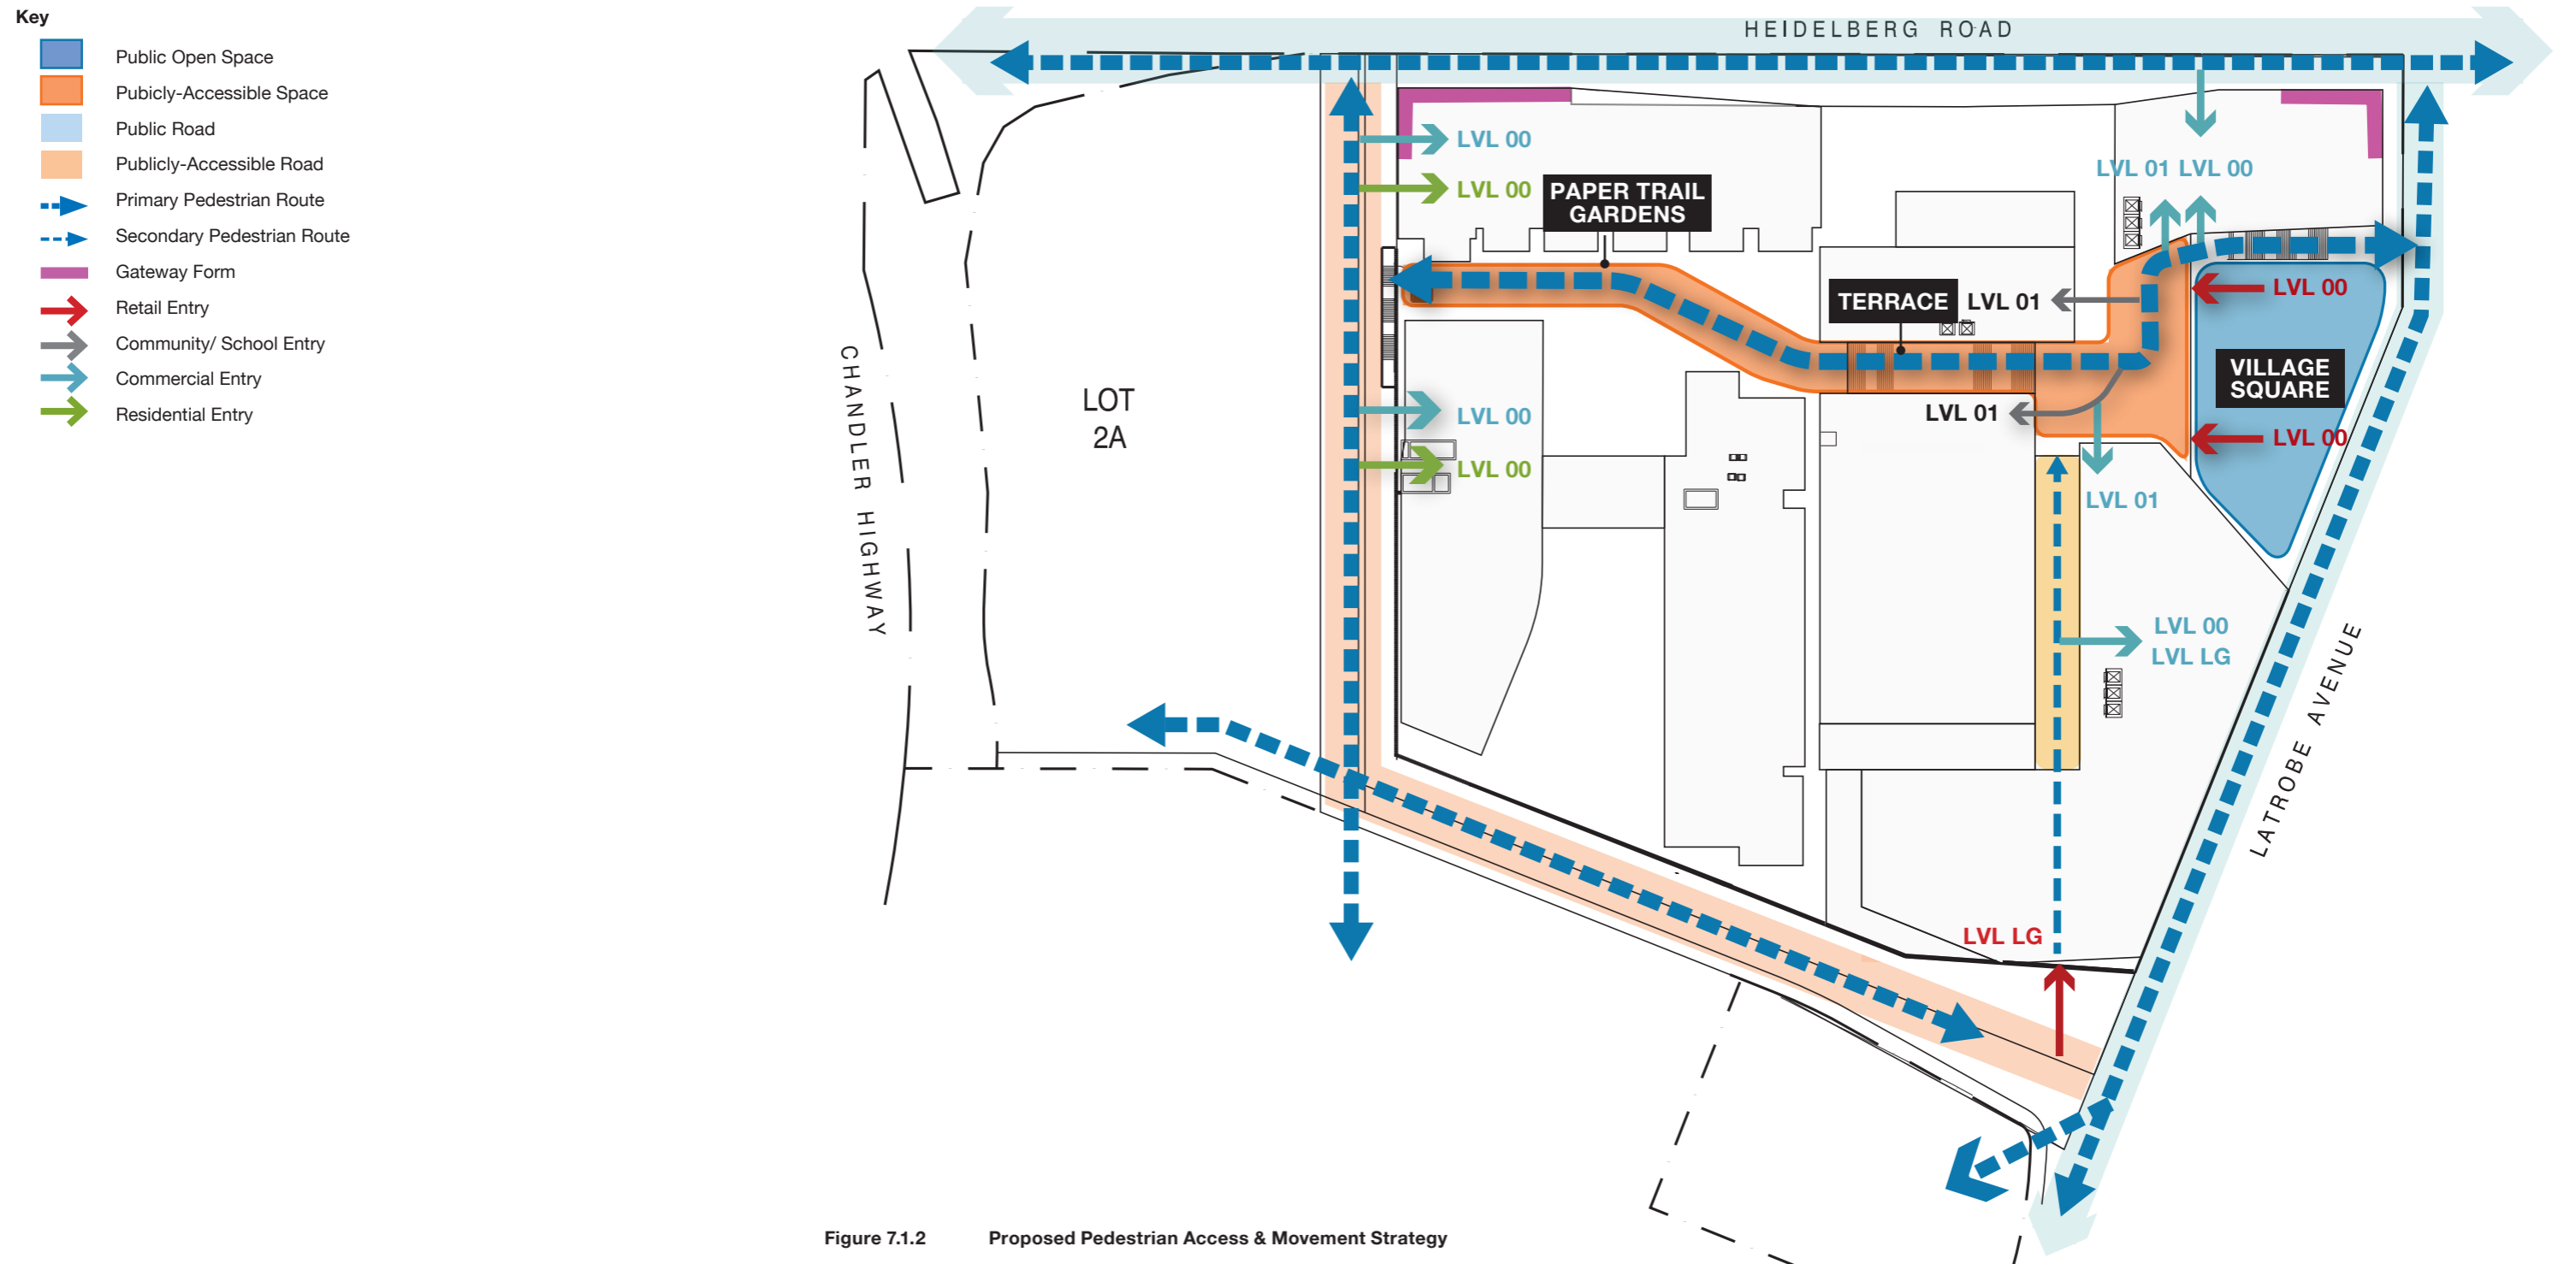 Key
Public Open Space
Pubicly-Accessible Space
Public Road
Publicly-Accessible Road
Primary Pedestrian Route
Secondary Pedestrian Route
Gateway Form
Retail Entry
Community/ School Entry
Commercial Entry
Residential Entry
HEIDELBERG ROAD
LVL 00
LVL 01 LVL 00
LVL 00
PAPER TRAIL
GARDENS
TERRACE
LVL 01
LVL 00
VILLAGE
SQUARE
CHANDLER HIGHWAY
LOT
2A
LVL 00
LVL 01
LVL 00
LVL 00
LVL 01
LVL 00
LVL LG
LATROBE AVENUE
LVL LG
Figure 7.1.2 Proposed Pedestrian Access & Movement Strategy